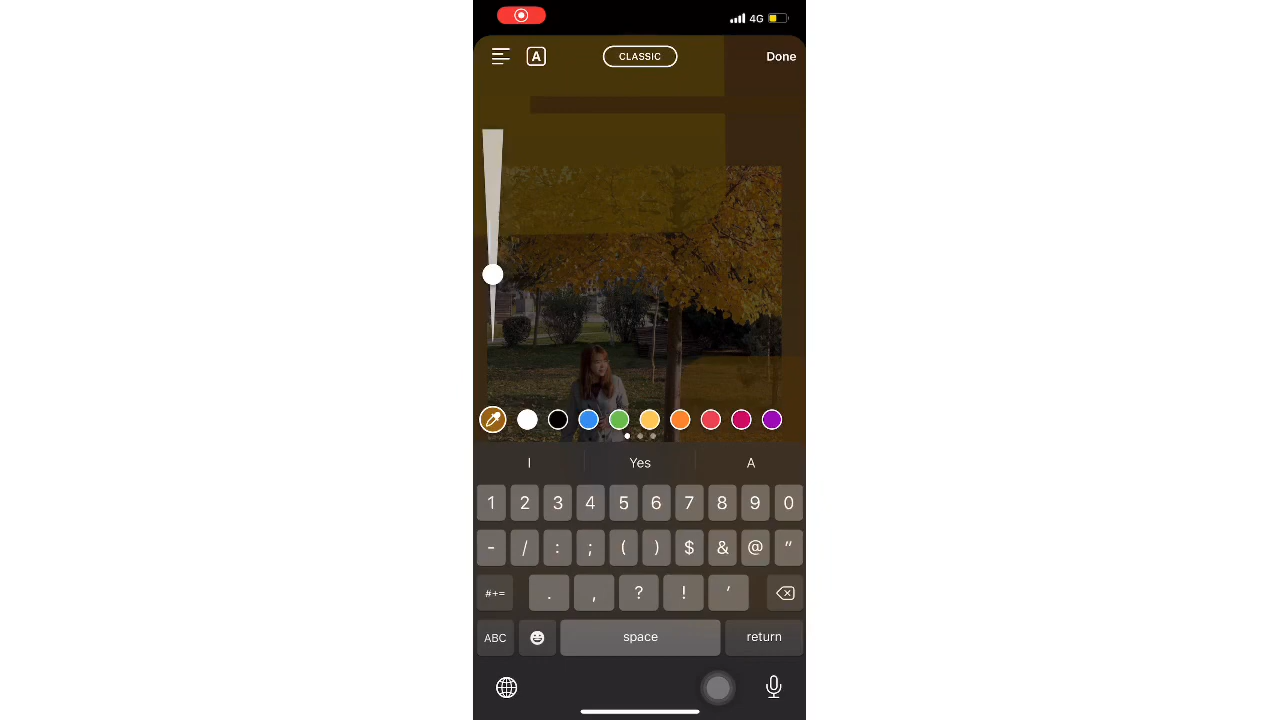 4G
A CLASSIC Done
I Yes A
1 2 3 4 5 6 7 8 9 0
- / : ; ( ) $ & @ "
#+= . , ? ! '
ABC space return